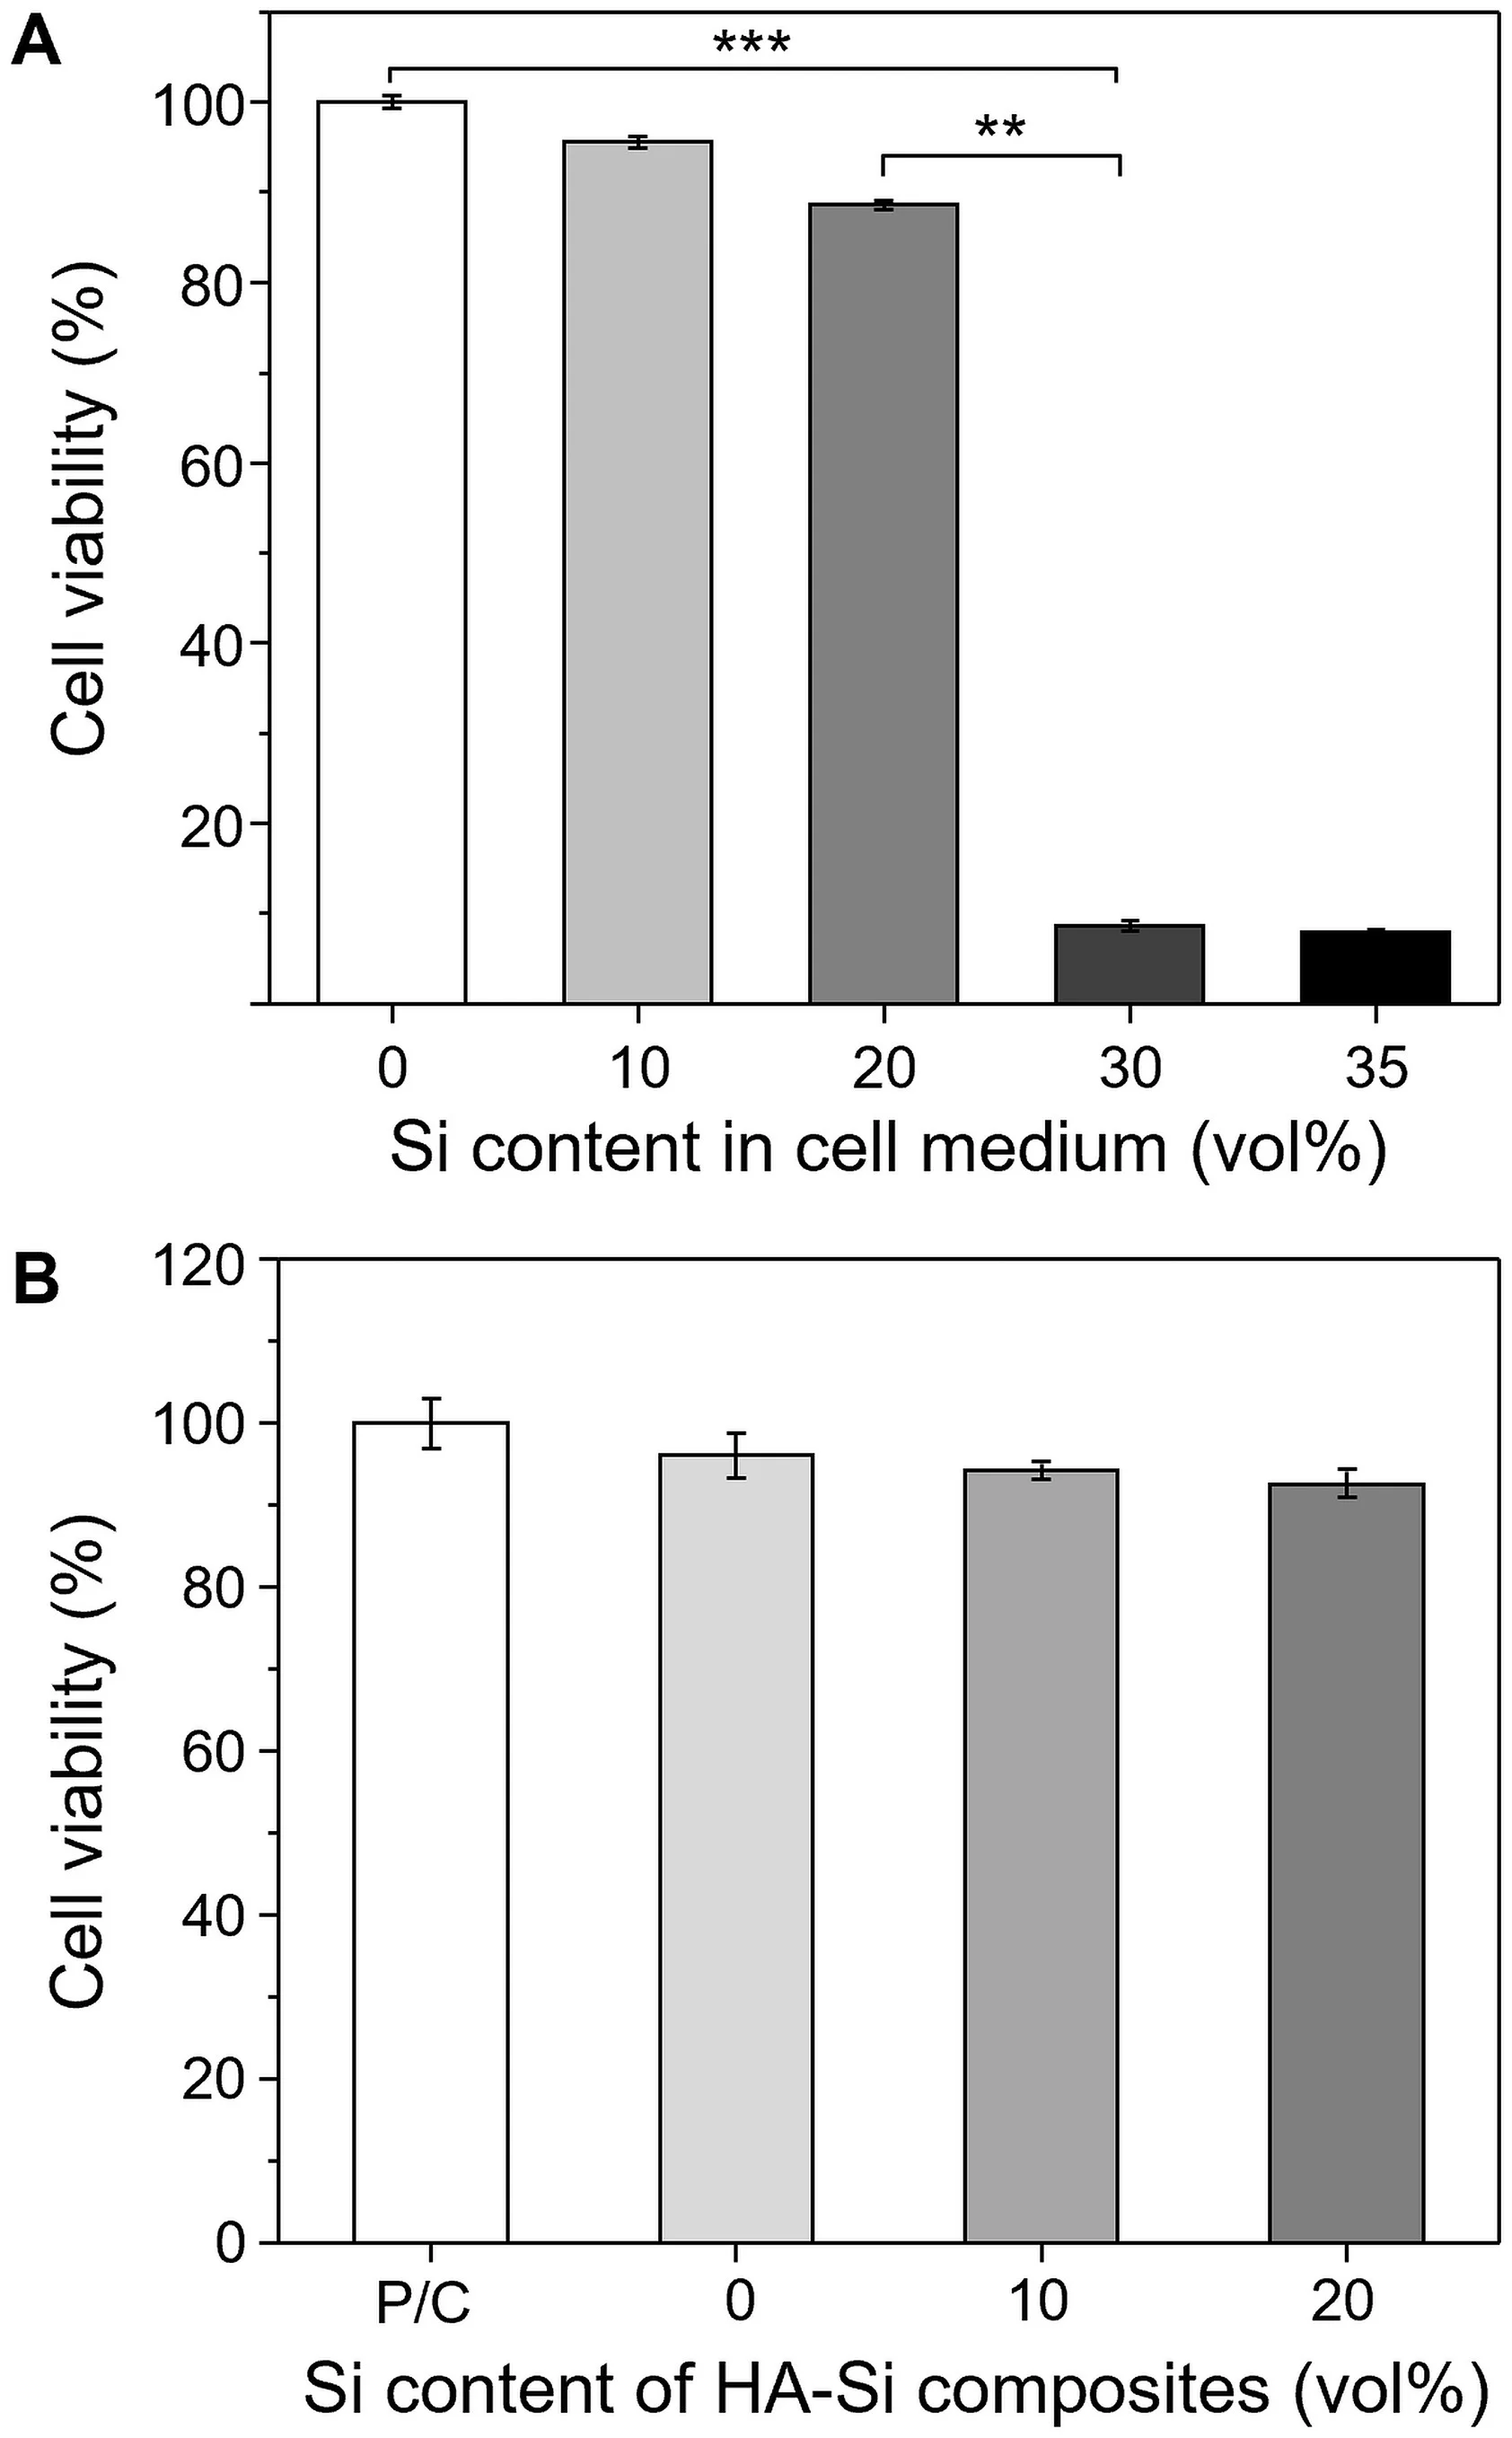 A
***
**
100
80
60
40
20
Cell viability (%)
0 10 20 30 35
Si content in cell medium (vol%)
B
120
100
80
60
40
20
0
Cell viability (%)
P/C 0 10 20
Si content of HA-Si composites (vol%)